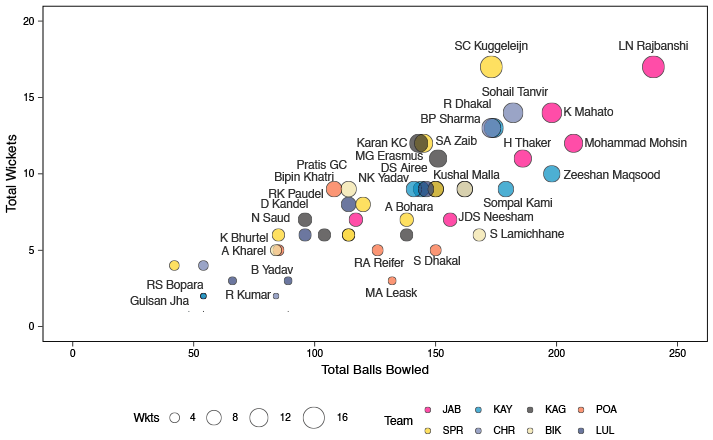 20
SC Kuggeleijn
LN Rajbanshi
Sohail Tanvir
15
R Dhakal
K Mahato
BP Sharma
Karan KC
SA Zaib
H Thaker
Mohammad Mohsin
MG Erasmus
Pratis GC
DS Airee
10
Bipin Khatri
NK Yadav
Kushal Malla
Zeeshan Maqsood
RK Paudel
D Kandel
A Bohara
Sompal Kami
N Saud
JDS Neesham
K Bhurtel
S Lamichhane
5
A Kharel
RA Reifer
S Dhakal
B Yadav
RS Bopara
R Kumar
MA Leask
Gulsan Jha
0
Total Wickets
0 50 100 150 200 250
Total Balls Bowled
Wkts 4 8 12 16
Team
JAB KAY KAG POA
SPR CHR BIK LUL